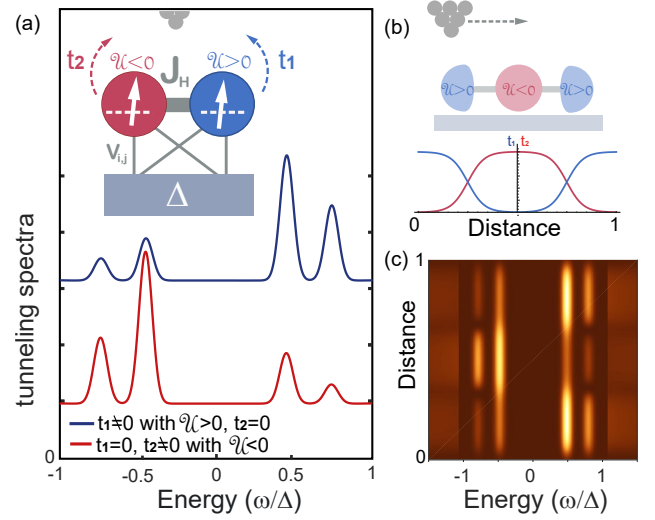 (a)
t₂
𝒰<0
𝒰>0
t₁
J_H
V_{i,j}
Δ
tunneling spectra
t₁≠0 with 𝒰>0, t₂=0
t₁=0, t₂≠0 with 𝒰<0
0
-1
-0.5
0
0.5
1
Energy (ω/Δ)
(b)
𝒰>0
𝒰<0
𝒰>0
t₁
t₂
0
Distance
1
(c)
1
Distance
0
-1
0
1
Energy (ω/Δ)